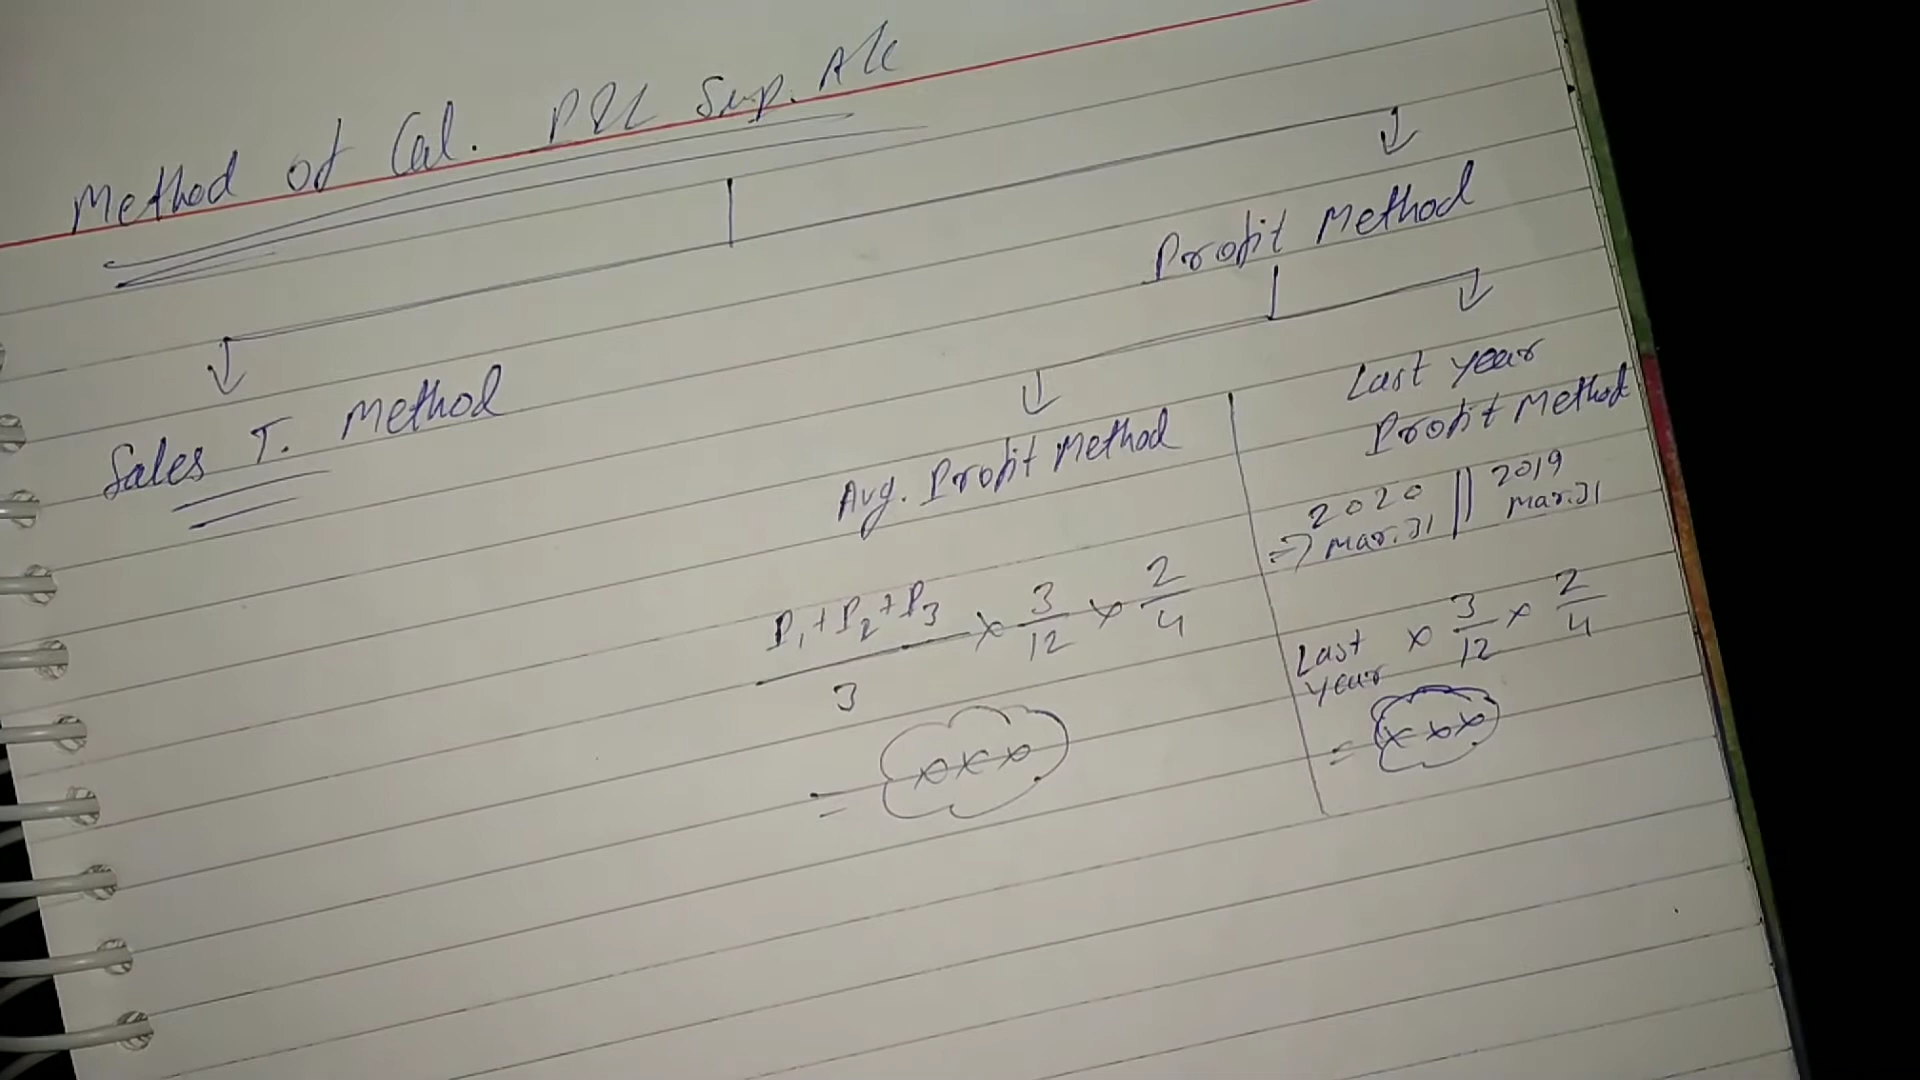 Method of Cal. P&L Sup. A/c
Sales T. Method
Profit Method
Avg. Profit Method
P1+P2+P3 / 3 × 3/12 × 2/4
= xxx
Last year
Profit Method
=> 2020 mar.31 || 2019 mar.31
Last year × 3/12 × 2/4
= xxx